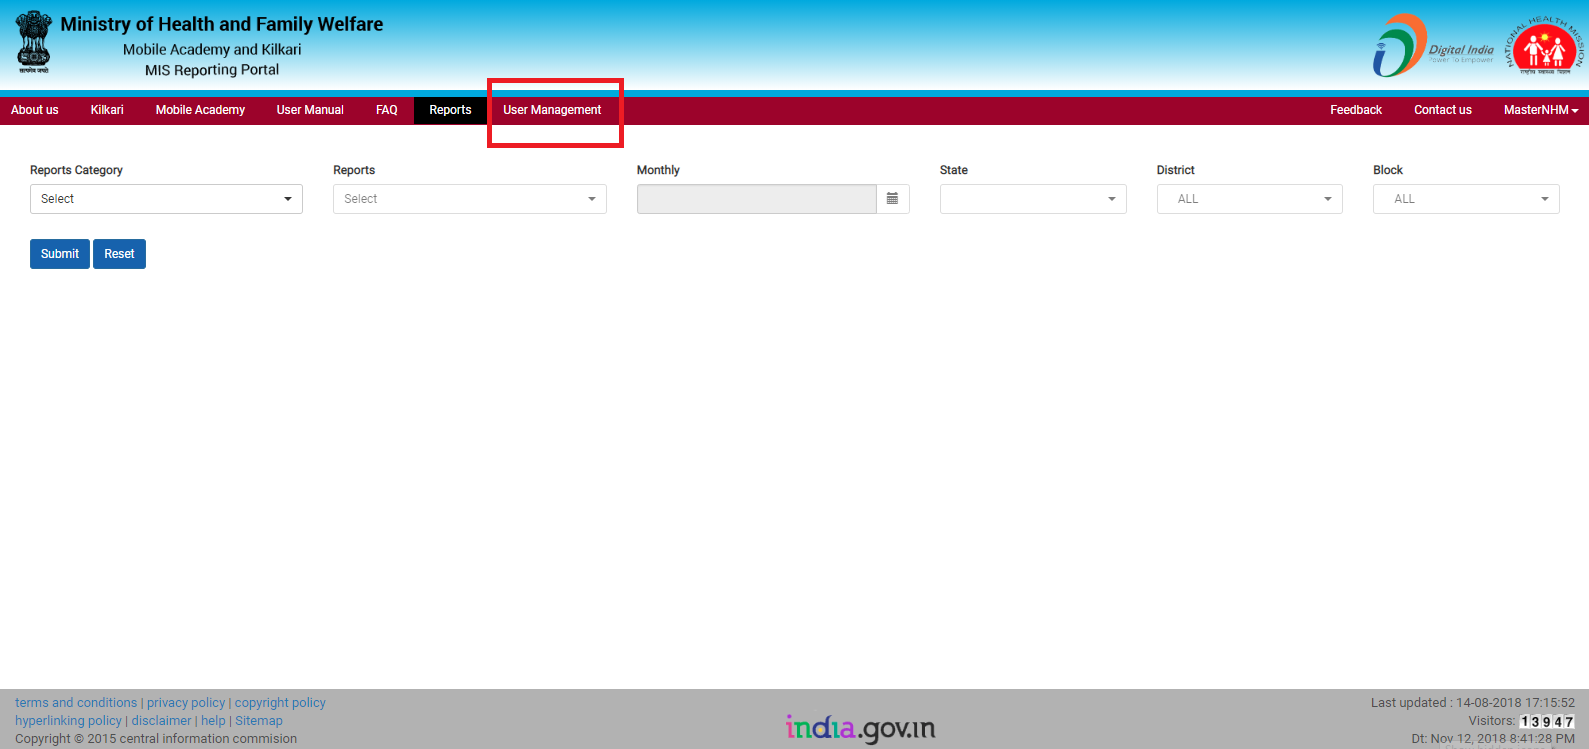 Ministry of Health and Family Welfare
Mobile Academy and Kilkari
MIS Reporting Portal
सत्यमेव जयते
Digital India
Power To Empower
NATIONAL HEALTH MISSION
राष्ट्रीय स्वास्थ्य मिशन
About us Kilkari Mobile Academy User Manual FAQ Reports User Management Feedback Contact us MasterNHM
Reports Category Reports Monthly State District Block
Select Select ALL ALL
Submit Reset
terms and conditions | privacy policy | copyright policy
hyperlinking policy | disclaimer | help | Sitemap
Copyright © 2015 central information commision
india.gov.in
Last updated : 14-08-2018 17:15:52
Visitors: 13947
Dt: Nov 12, 2018 8:41:28 PM